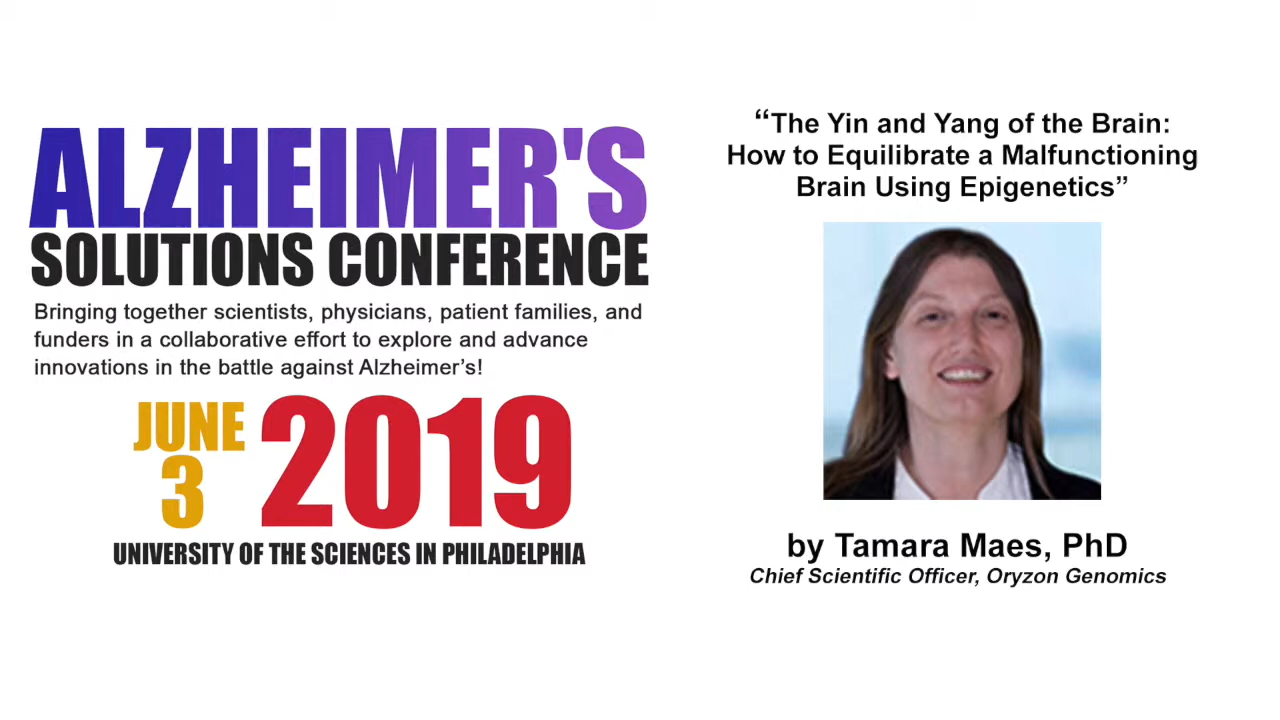 ALZHEIMER'S
SOLUTIONS CONFERENCE
Bringing together scientists, physicians, patient families, and
funders in a collaborative effort to explore and advance
innovations in the battle against Alzheimer’s!
JUNE
3
2019
UNIVERSITY OF THE SCIENCES IN PHILADELPHIA
“The Yin and Yang of the Brain:
How to Equilibrate a Malfunctioning
Brain Using Epigenetics”
by Tamara Maes, PhD
Chief Scientific Officer, Oryzon Genomics